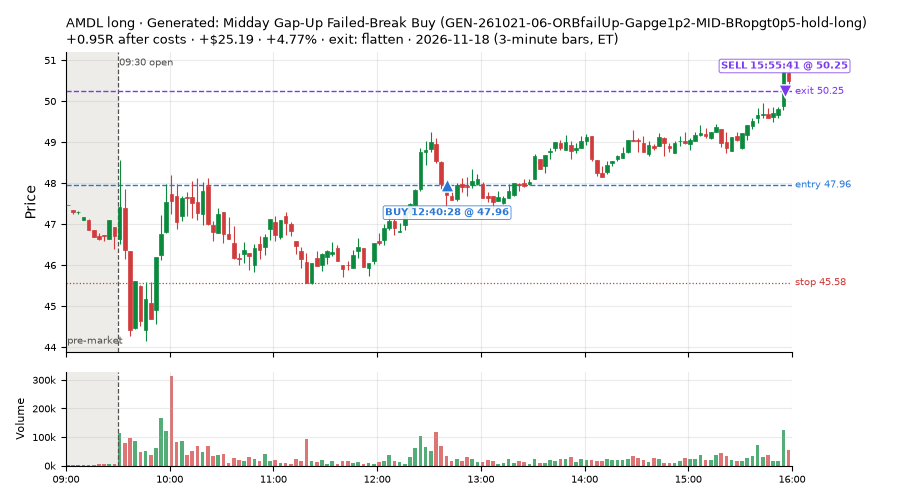 AMDL long · Generated: Midday Gap-Up Failed-Break Buy (GEN-261021-06-ORBfailUp-Gapge1p2-MID-BRopgt0p5-hold-long)
+0.95R after costs · +$25.19 · +4.77% · exit: flatten · 2026-11-18 (3-minute bars, ET)
09:30 open
SELL 15:55:41 @ 50.25
exit 50.25
entry 47.96
BUY 12:40:28 @ 47.96
stop 45.58
pre-market
Price
51
50
49
48
47
46
45
44
Volume
300k
200k
100k
0k
09:00
10:00
11:00
12:00
13:00
14:00
15:00
16:00